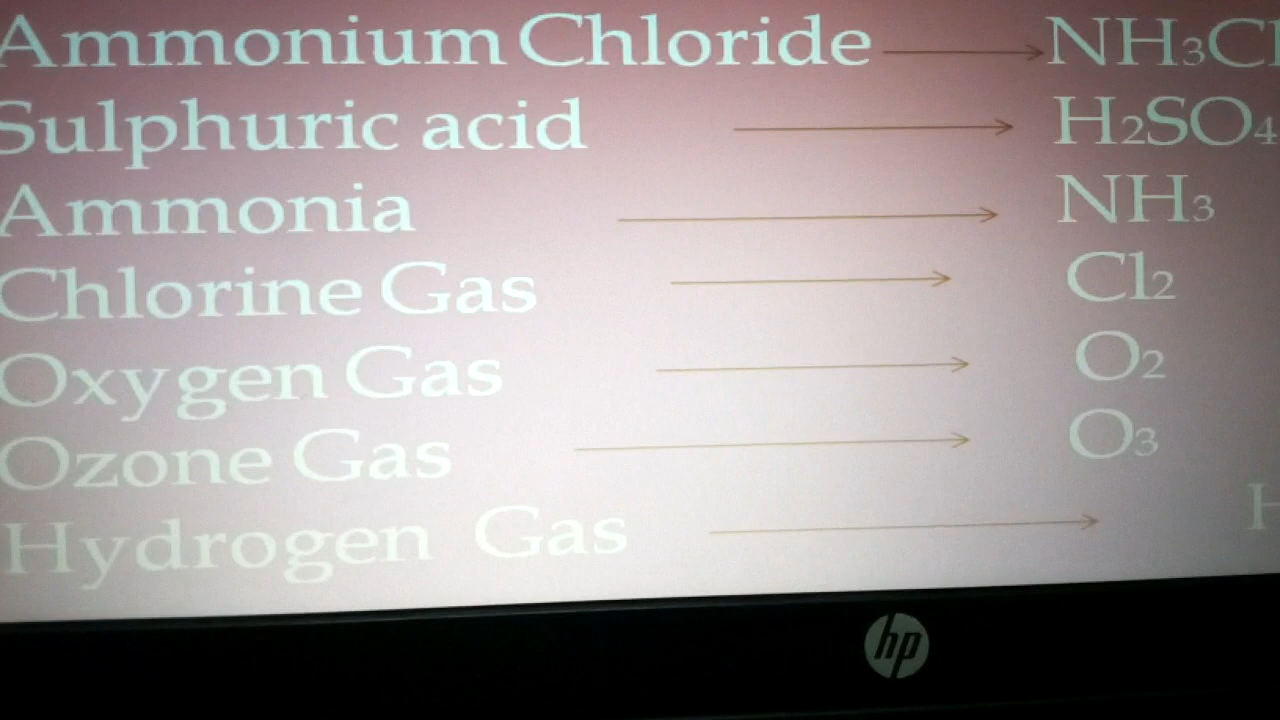 Ammonium Chloride → NH3Cl
Sulphuric acid → H2SO4
Ammonia → NH3
Chlorine Gas → Cl2
Oxygen Gas → O2
Ozone Gas → O3
Hydrogen Gas → H
hp